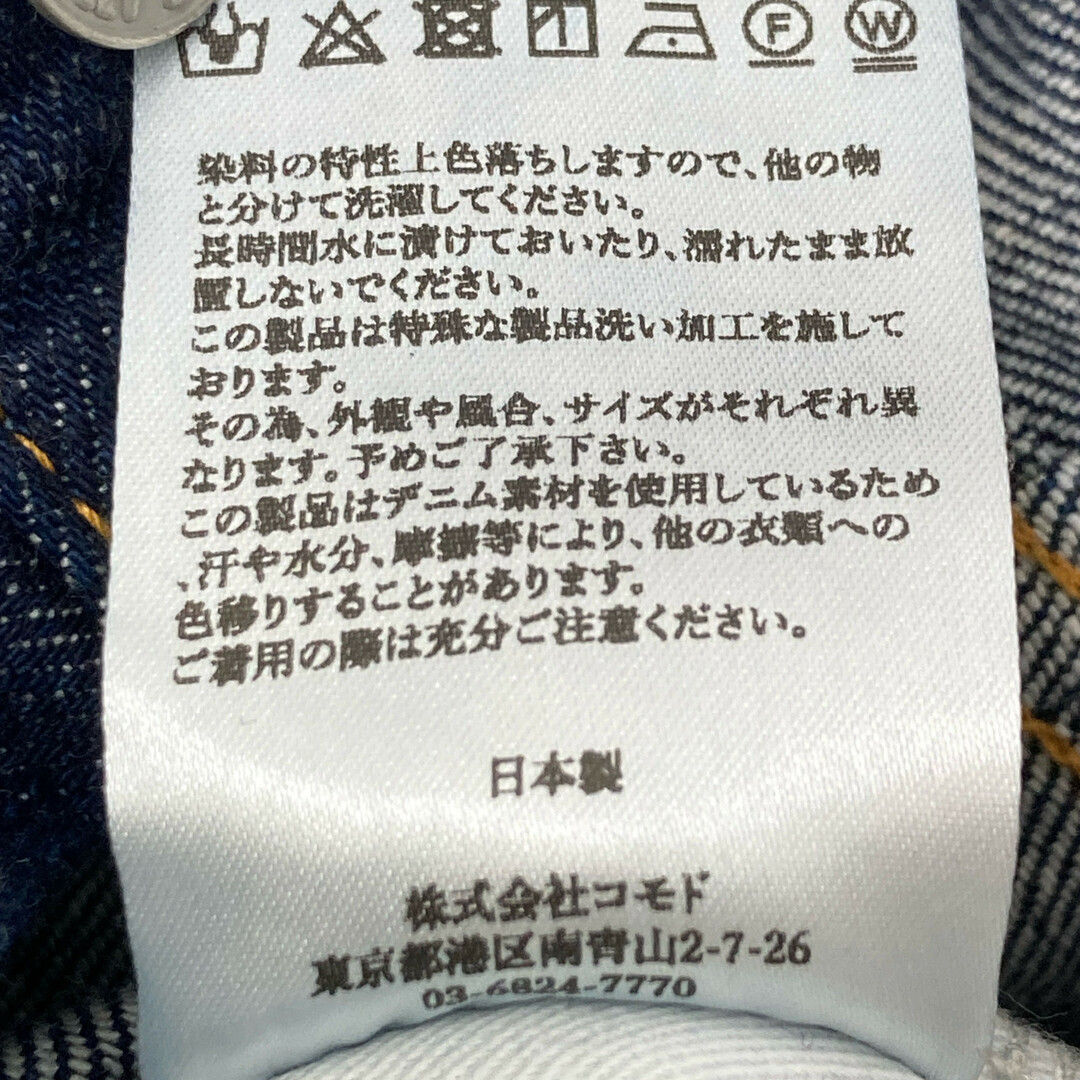 F W
染料の特性上色落ちしますので、他の物
と分けて洗濯してください。
長時間水に漬けておいたり、濡れたまま放
置しないでください。
この製品は特殊な製品洗い加工を施して
おります。
その為、外観や風合、サイズがそれぞれ異
なります。予めご了承下さい。
この製品はデニム素材を使用しているため
、汗や水分、摩擦等により、他の衣類への
色移りすることがあります。
ご着用の際は充分ご注意ください。
日本製
株式会社コモド
東京都港区南青山2-7-26
03-6824-7770